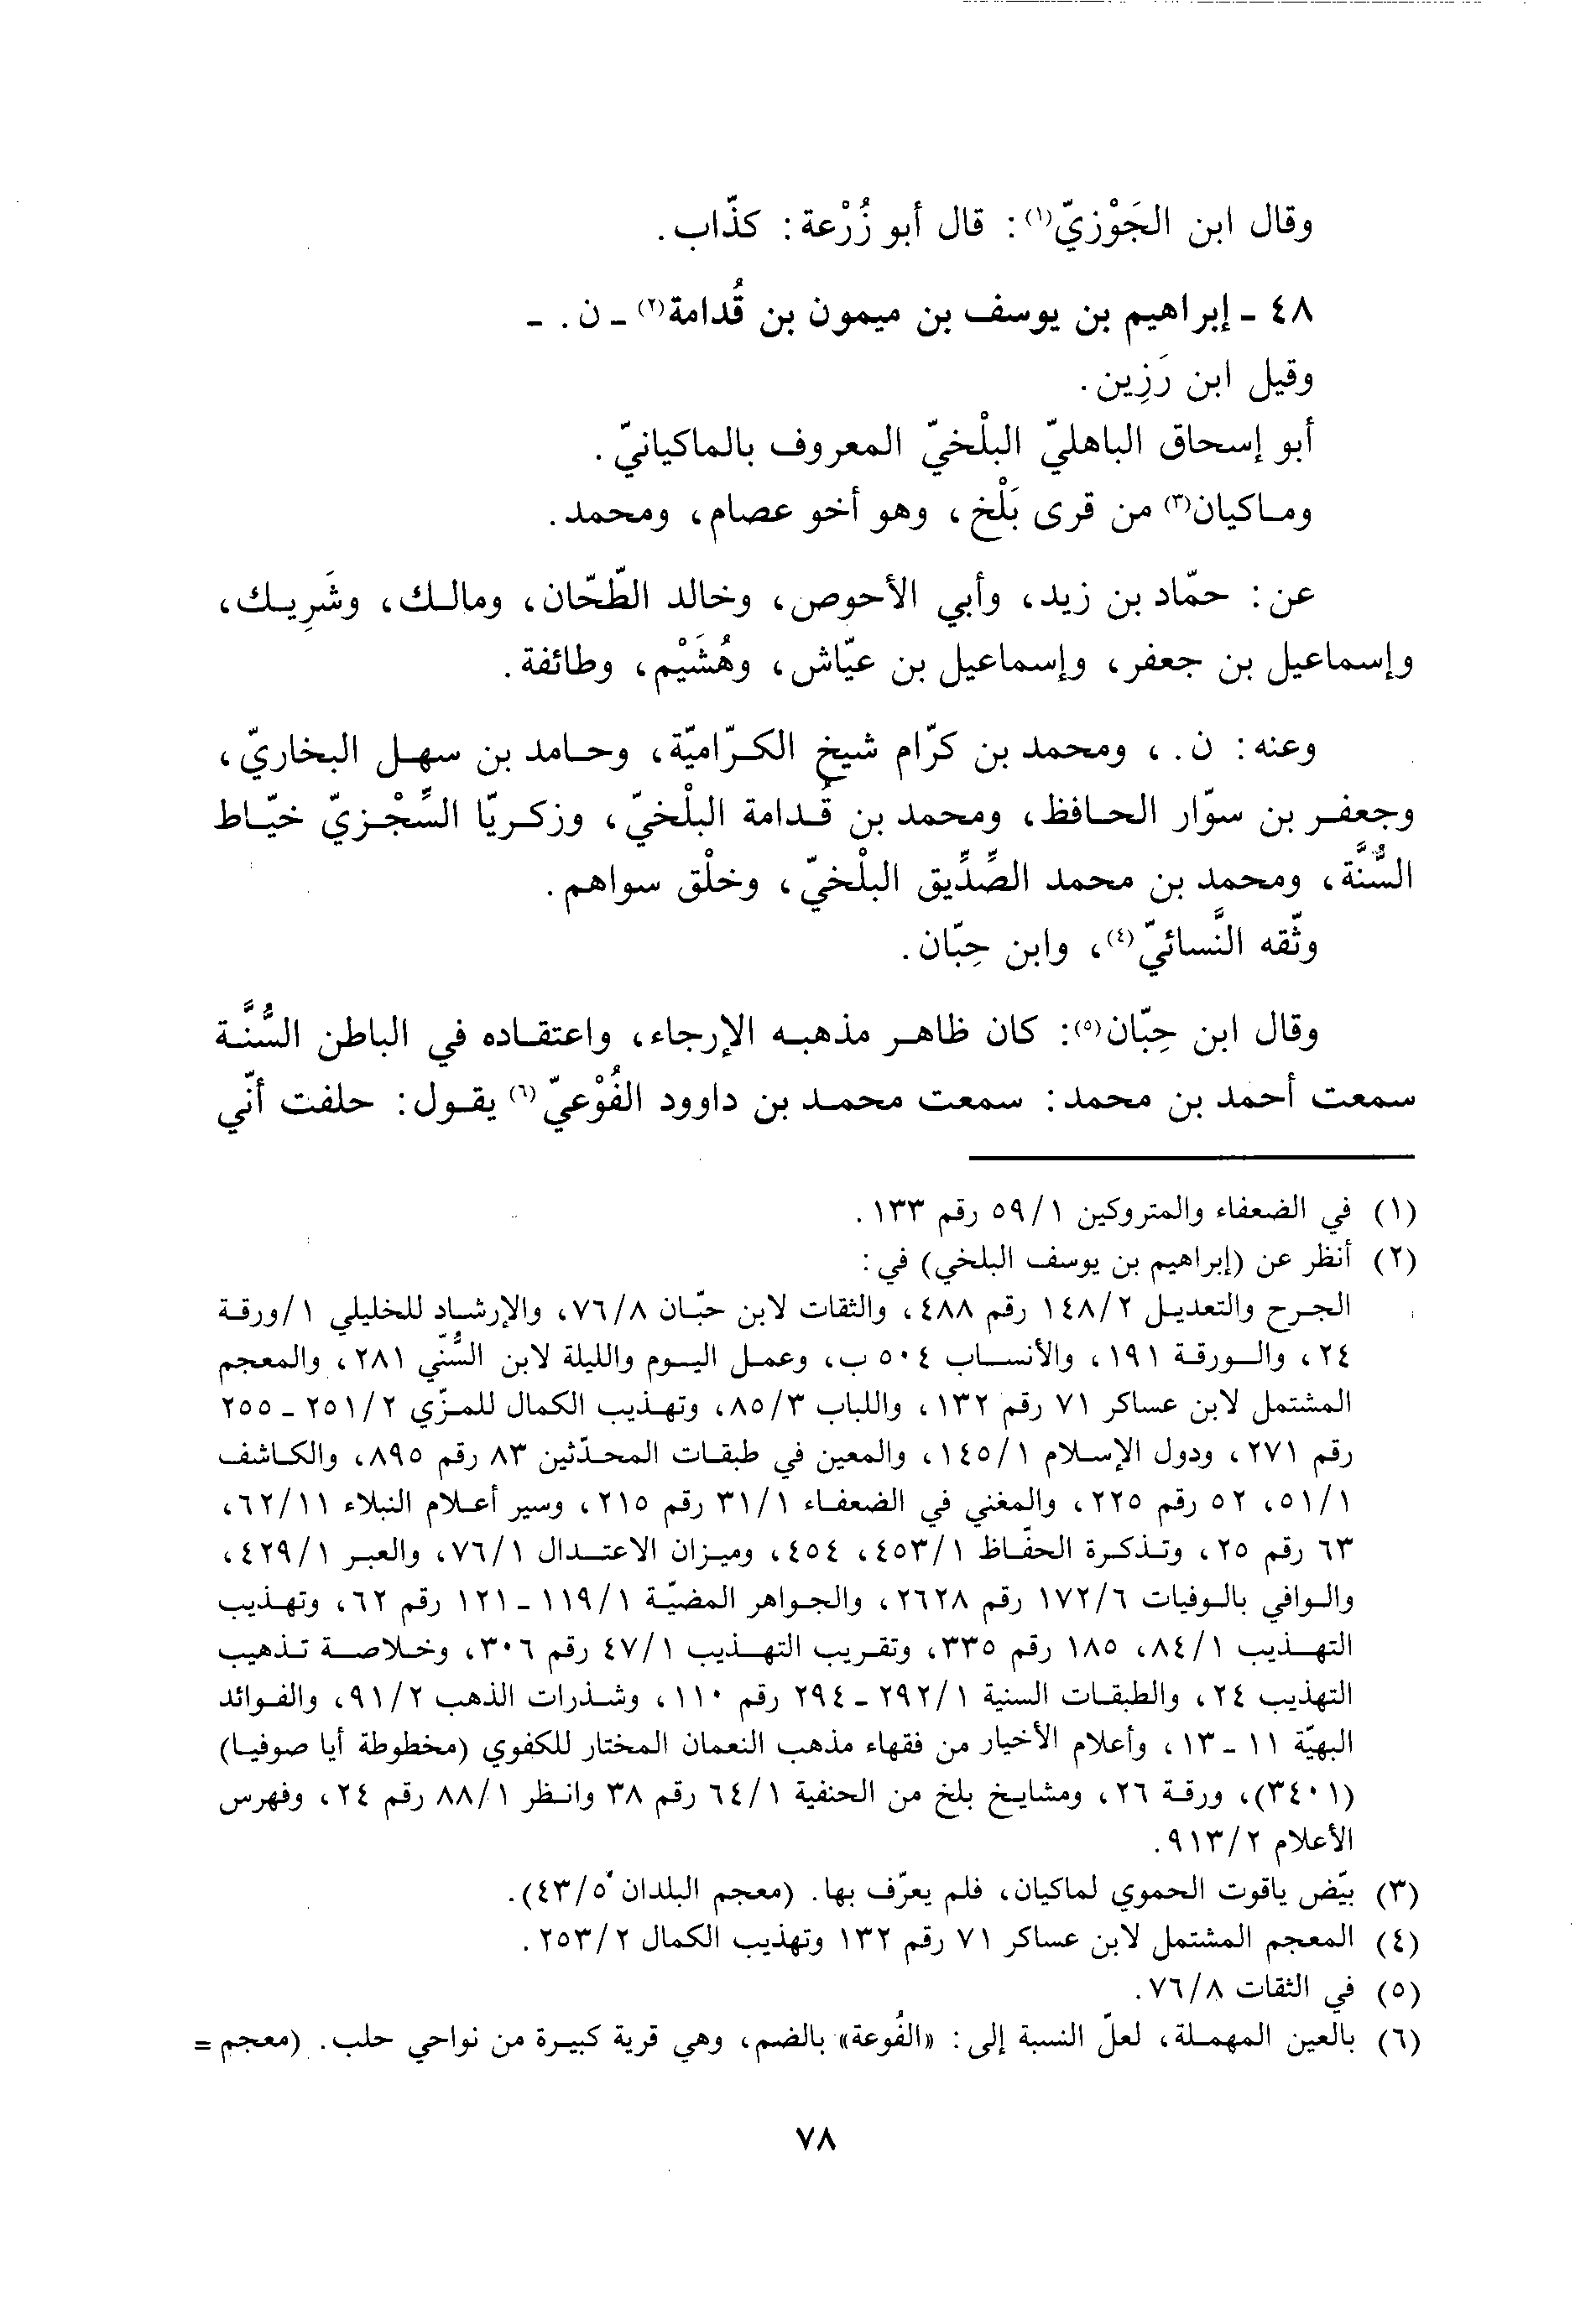 وقال ابن الجَوْزيّ(١): قال أبو زُرْعة: كذّاب.
٤٨ - إبراهيم بن يوسف بن ميمون بن قُدامة(٢) - ن. -
وقيل ابن رَزِين.
أبو إسحاق الباهليّ البلْخيّ المعروف بالماكيانيّ.
وماكيان(٣) من قرى بَلْخ، وهو أخو عصام، ومحمد.
عن: حمّاد بن زيد، وأبي الأحوص، وخالد الطّحّان، ومالك، وشَرِيك،
وإسماعيل بن جعفر، وإسماعيل بن عيّاش، وهُشَيْم، وطائفة.
وعنه: ن.، ومحمد بن كرّام شيخ الكرّاميّة، وحامد بن سهل البخاريّ،
وجعفر بن سوّار الحافظ، ومحمد بن قُدامة البلْخيّ، وزكريّا السِّجْزيّ خيّاط
السُّنَّة، ومحمد بن محمد الصِّدِّيق البلْخيّ، وخلْق سواهم.
وثّقه النَّسائيّ(٤)، وابن حِبّان.
وقال ابن حِبّان(٥): كان ظاهر مذهبه الإرجاء، واعتقاده في الباطن السُّنَّة
سمعت أحمد بن محمد: سمعت محمد بن داوود الفُوْعيّ(٦) يقول: حلفت أنّي
(١) في الضعفاء والمتروكين ٥٩/١ رقم ١٣٣.
(٢) أنظر عن (إبراهيم بن يوسف البلخي) في:
الجرح والتعديل ١٤٨/٢ رقم ٤٨٨، والثقات لابن حبّان ٧٦/٨، والإرشاد للخليلي ١/ورقة
٢٤، والورقة ١٩١، والأنساب ٥٠٤ ب، وعمل اليوم والليلة لابن السُّنّي ٢٨١، والمعجم
المشتمل لابن عساكر ٧١ رقم ١٣٢، واللباب ٨٥/٣، وتهذيب الكمال للمزّي ٢٥١/٢ - ٢٥٥
رقم ٢٧١، ودول الإسلام ١٤٥/١، والمعين في طبقات المحدّثين ٨٣ رقم ٨٩٥، والكاشف
٥١/١، ٥٢ رقم ٢٢٥، والمغني في الضعفاء ٣١/١ رقم ٢١٥، وسير أعلام النبلاء ٦٢/١١،
٦٣ رقم ٢٥، وتذكرة الحفّاظ ٤٥٣/١، ٤٥٤، وميزان الاعتدال ٧٦/١، والعبر ٤٢٩/١،
والوافي بالوفيات ١٧٢/٦ رقم ٢٦٢٨، والجواهر المضيّة ١١٩/١ - ١٢١ رقم ٦٢، وتهذيب
التهذيب ٨٤/١، ١٨٥ رقم ٣٣٥، وتقريب التهذيب ٤٧/١ رقم ٣٠٦، وخلاصة تذهيب
التهذيب ٢٤، والطبقات السنية ٢٩٢/١ - ٢٩٤ رقم ١١٠، وشذرات الذهب ٩١/٢، والفوائد
البهيّة ١١ - ١٣، وأعلام الأخيار من فقهاء مذهب النعمان المختار للكفوي (مخطوطة أيا صوفيا)
(٣٤٠١)، ورقة ٢٦، ومشايخ بلخ من الحنفية ٦٤/١ رقم ٣٨ وانظر ٨٨/١ رقم ٢٤، وفهرس
الأعلام ٩١٣/٢.
(٣) بيّض ياقوت الحموي لماكيان، فلم يعرّف بها. (معجم البلدان ٤٣/٥).
(٤) المعجم المشتمل لابن عساكر ٧١ رقم ١٣٢ وتهذيب الكمال ٢٥٣/٢.
(٥) في الثقات ٧٦/٨.
(٦) بالعين المهملة، لعلّ النسبة إلى: «الفُوعة» بالضم، وهي قرية كبيرة من نواحي حلب. (معجم =
٧٨